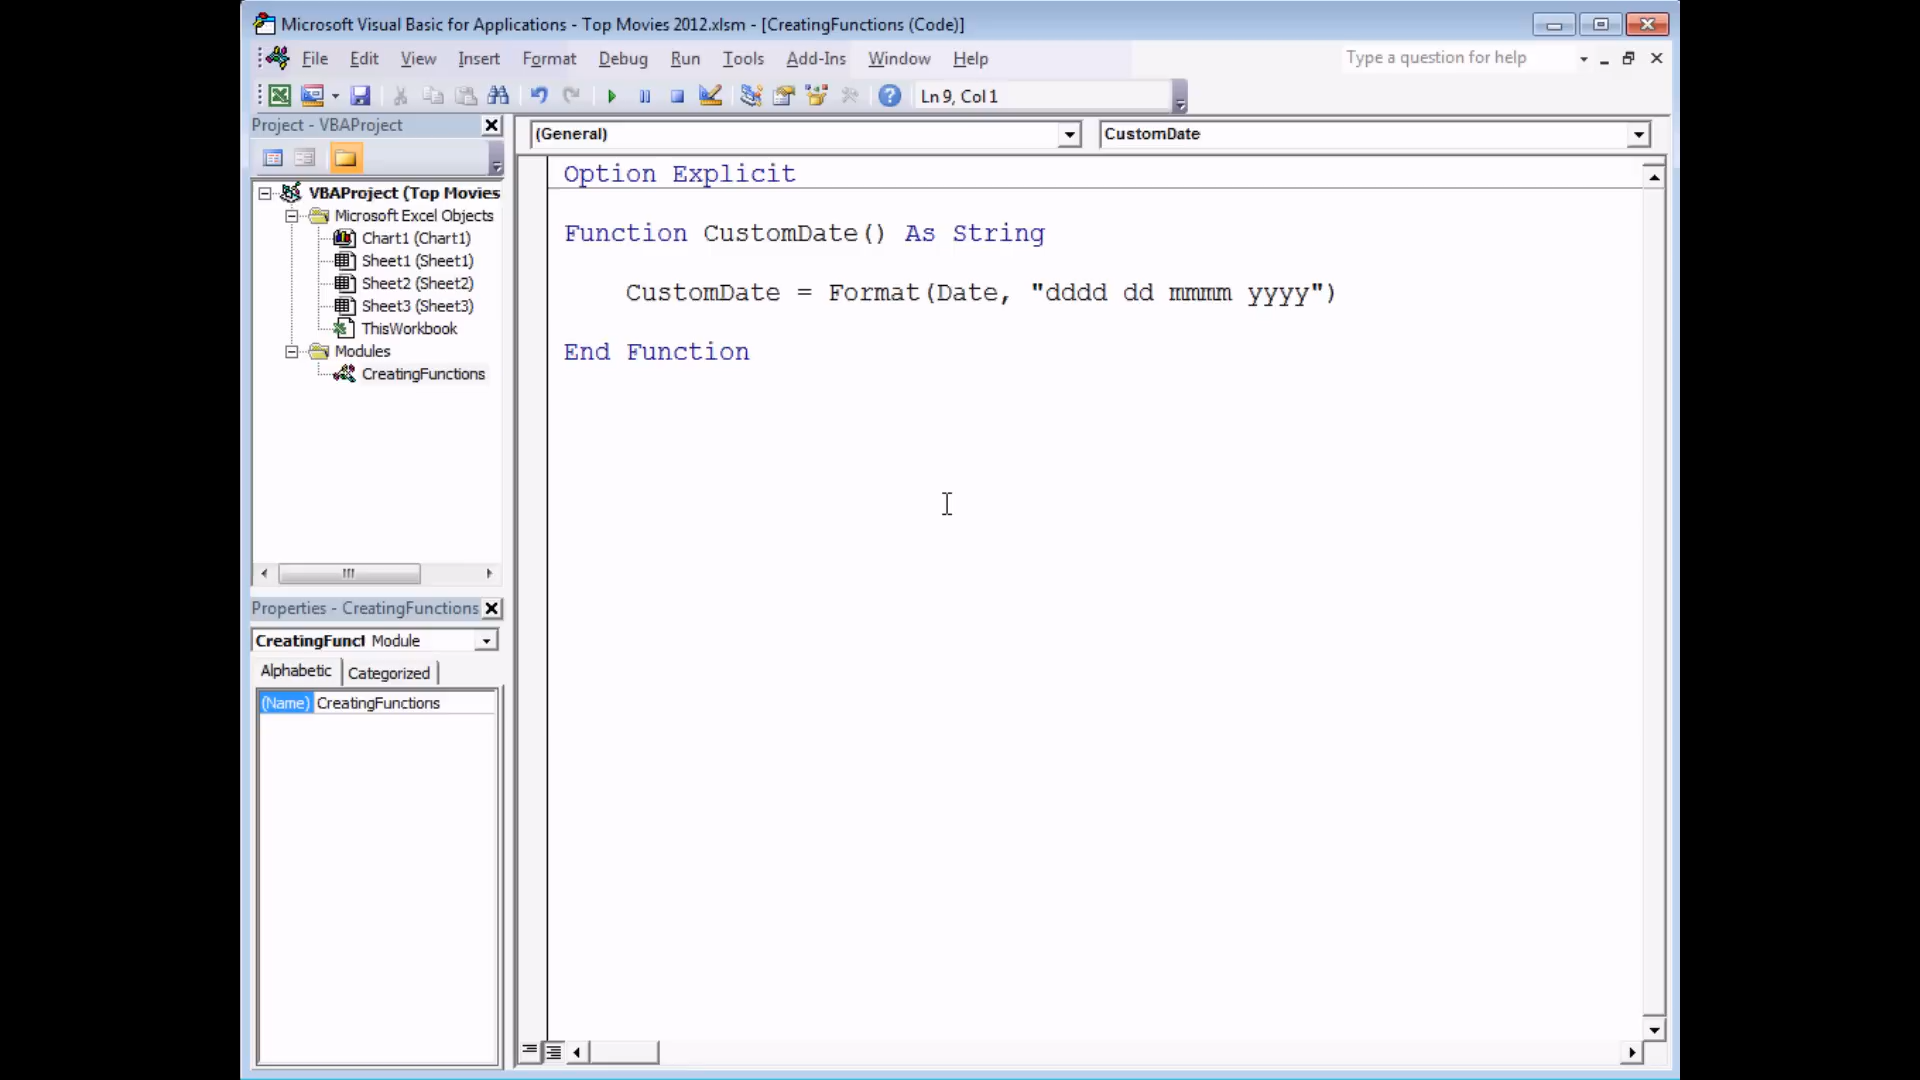 Microsoft Visual Basic for Applications - Top Movies 2012.xlsm - [CreatingFunctions (Code)]
File Edit View Insert Format Debug Run Tools Add-Ins Window Help Type a question for help
Ln 9, Col 1
Project - VBAProject
(General) CustomDate
VBAProject (Top Movies
Microsoft Excel Objects
Chart1 (Chart1)
Sheet1 (Sheet1)
Sheet2 (Sheet2)
Sheet3 (Sheet3)
ThisWorkbook
Modules
CreatingFunctions
Properties - CreatingFunctions
CreatingFuncl Module
Alphabetic Categorized
(Name) CreatingFunctions
Option Explicit
Function CustomDate() As String
CustomDate = Format(Date, "dddd dd mmmm yyyy")
End Function